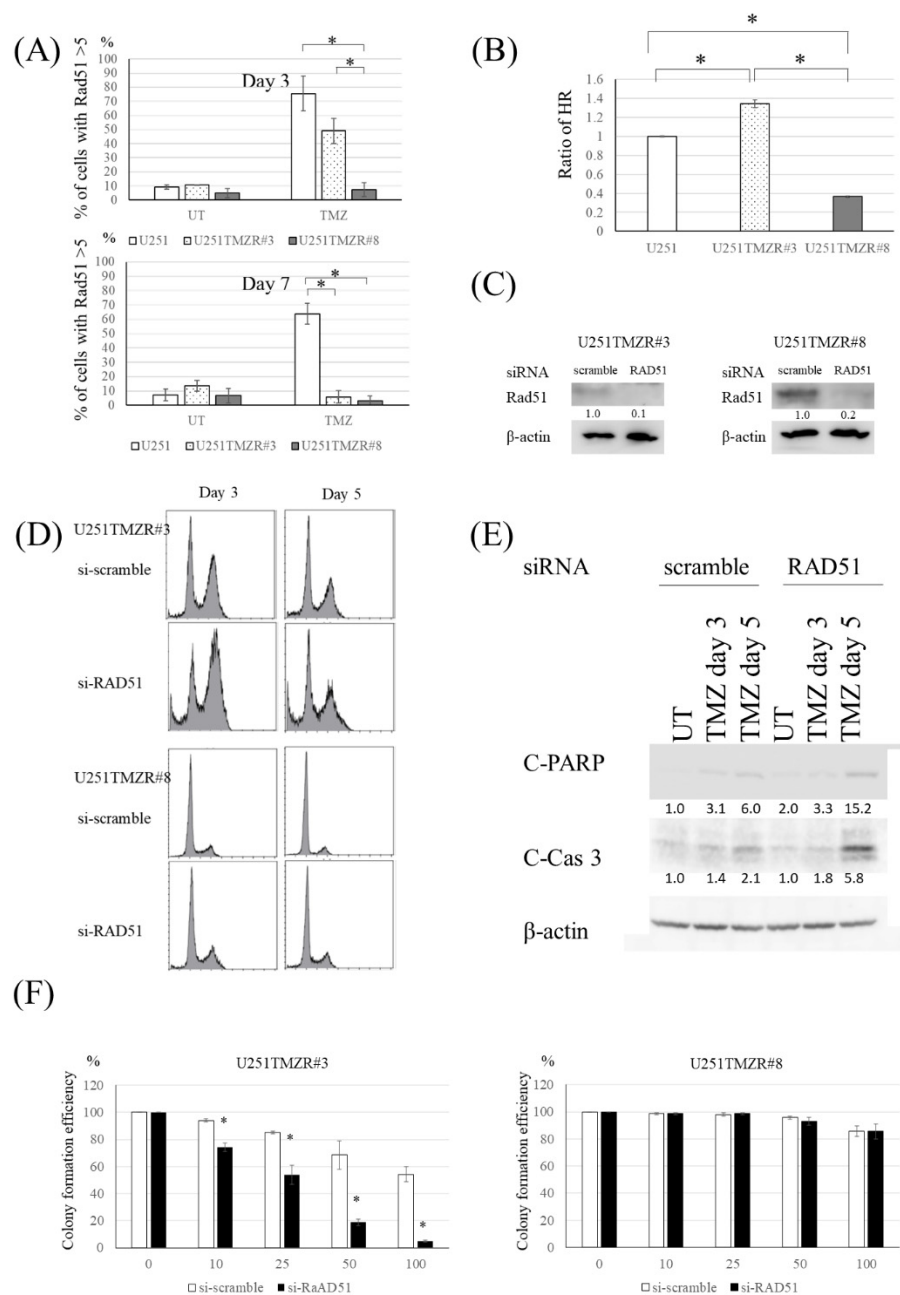 (A)
%
% of cells with Rad51 >5
100
90
80
70
60
50
40
30
20
10
0
Day 3
*
*
UT
TMZ
U251 U251TMZR#3 U251TMZR#8
%
% of cells with Rad51 >5
100
90
80
70
60
50
40
30
20
10
0
Day 7
*
*
UT
TMZ
U251 U251TMZR#3 U251TMZR#8
(B)
*
*
*
Ratio of HR
1.6
1.4
1.2
1
0.8
0.6
0.4
0.2
0
U251 U251TMZR#3 U251TMZR#8
(C)
U251TMZR#3
siRNA scramble RAD51
Rad51
1.0 0.1
β-actin
U251TMZR#8
siRNA scramble RAD51
Rad51
1.0 0.2
β-actin
(D)
Day 3 Day 5
U251TMZR#3
si-scramble
si-RAD51
U251TMZR#8
si-scramble
si-RAD51
(E)
siRNA scramble RAD51
UT TMZ day 3 TMZ day 5 UT TMZ day 3 TMZ day 5
C-PARP
1.0 3.1 6.0 2.0 3.3 15.2
C-Cas 3
1.0 1.4 2.1 1.0 1.8 5.8
β-actin
(F)
%
U251TMZR#3
Colony formation efficiency
120
100
80
60
40
20
0
*
*
*
*
0 10 25 50 100
si-scramble si-RaAD51
%
U251TMZR#8
Colony formation efficiency
120
100
80
60
40
20
0
0 10 25 50 100
si-scramble si-RAD51